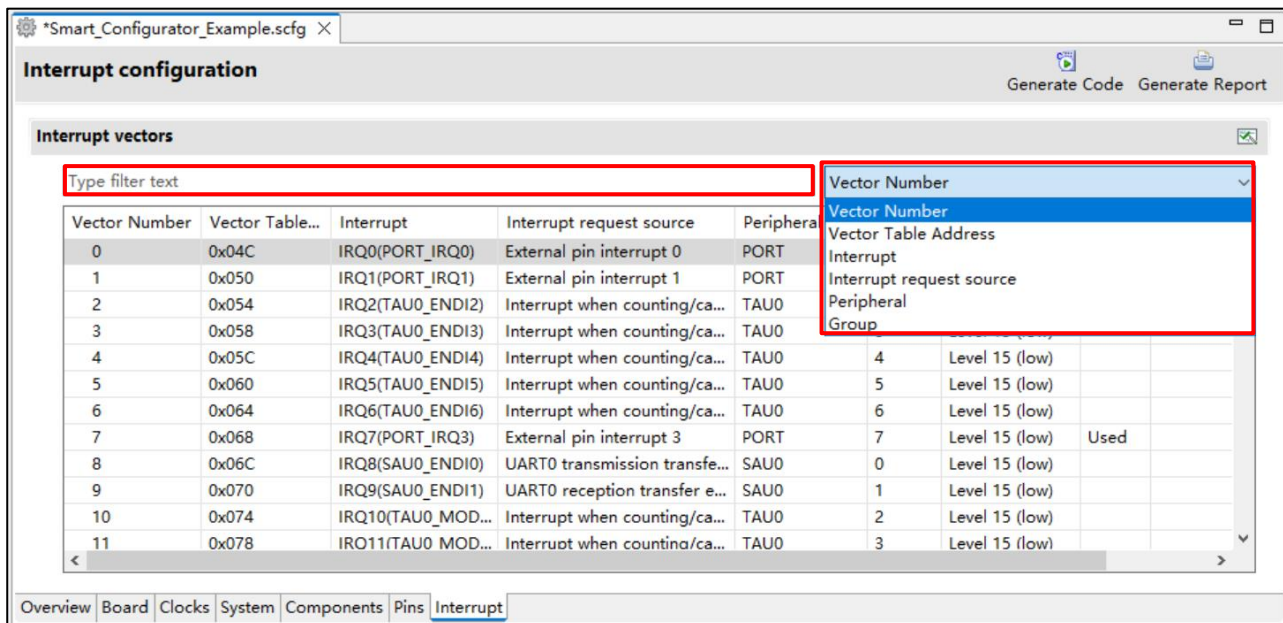 *Smart_Configurator_Example.scfg
Interrupt configuration
Generate Code Generate Report
Interrupt vectors
Type filter text
Vector Number
Vector Number
Vector Table Address
Interrupt
Interrupt request source
Peripheral
Group
Vector Number Vector Table... Interrupt Interrupt request source Peripheral
0 0x04C IRQ0(PORT_IRQ0) External pin interrupt 0 PORT
1 0x050 IRQ1(PORT_IRQ1) External pin interrupt 1 PORT
2 0x054 IRQ2(TAU0_ENDI2) Interrupt when counting/ca... TAU0
3 0x058 IRQ3(TAU0_ENDI3) Interrupt when counting/ca... TAU0
4 0x05C IRQ4(TAU0_ENDI4) Interrupt when counting/ca... TAU0 4 Level 15 (low)
5 0x060 IRQ5(TAU0_ENDI5) Interrupt when counting/ca... TAU0 5 Level 15 (low)
6 0x064 IRQ6(TAU0_ENDI6) Interrupt when counting/ca... TAU0 6 Level 15 (low)
7 0x068 IRQ7(PORT_IRQ3) External pin interrupt 3 PORT 7 Level 15 (low) Used
8 0x06C IRQ8(SAU0_ENDI0) UART0 transmission transfe... SAU0 0 Level 15 (low)
9 0x070 IRQ9(SAU0_ENDI1) UART0 reception transfer e... SAU0 1 Level 15 (low)
10 0x074 IRQ10(TAU0_MOD... Interrupt when counting/ca... TAU0 2 Level 15 (low)
11 0x078 IRQ11(TAU0_MOD... Interrupt when counting/ca... TAU0 3 Level 15 (low)
Overview Board Clocks System Components Pins Interrupt